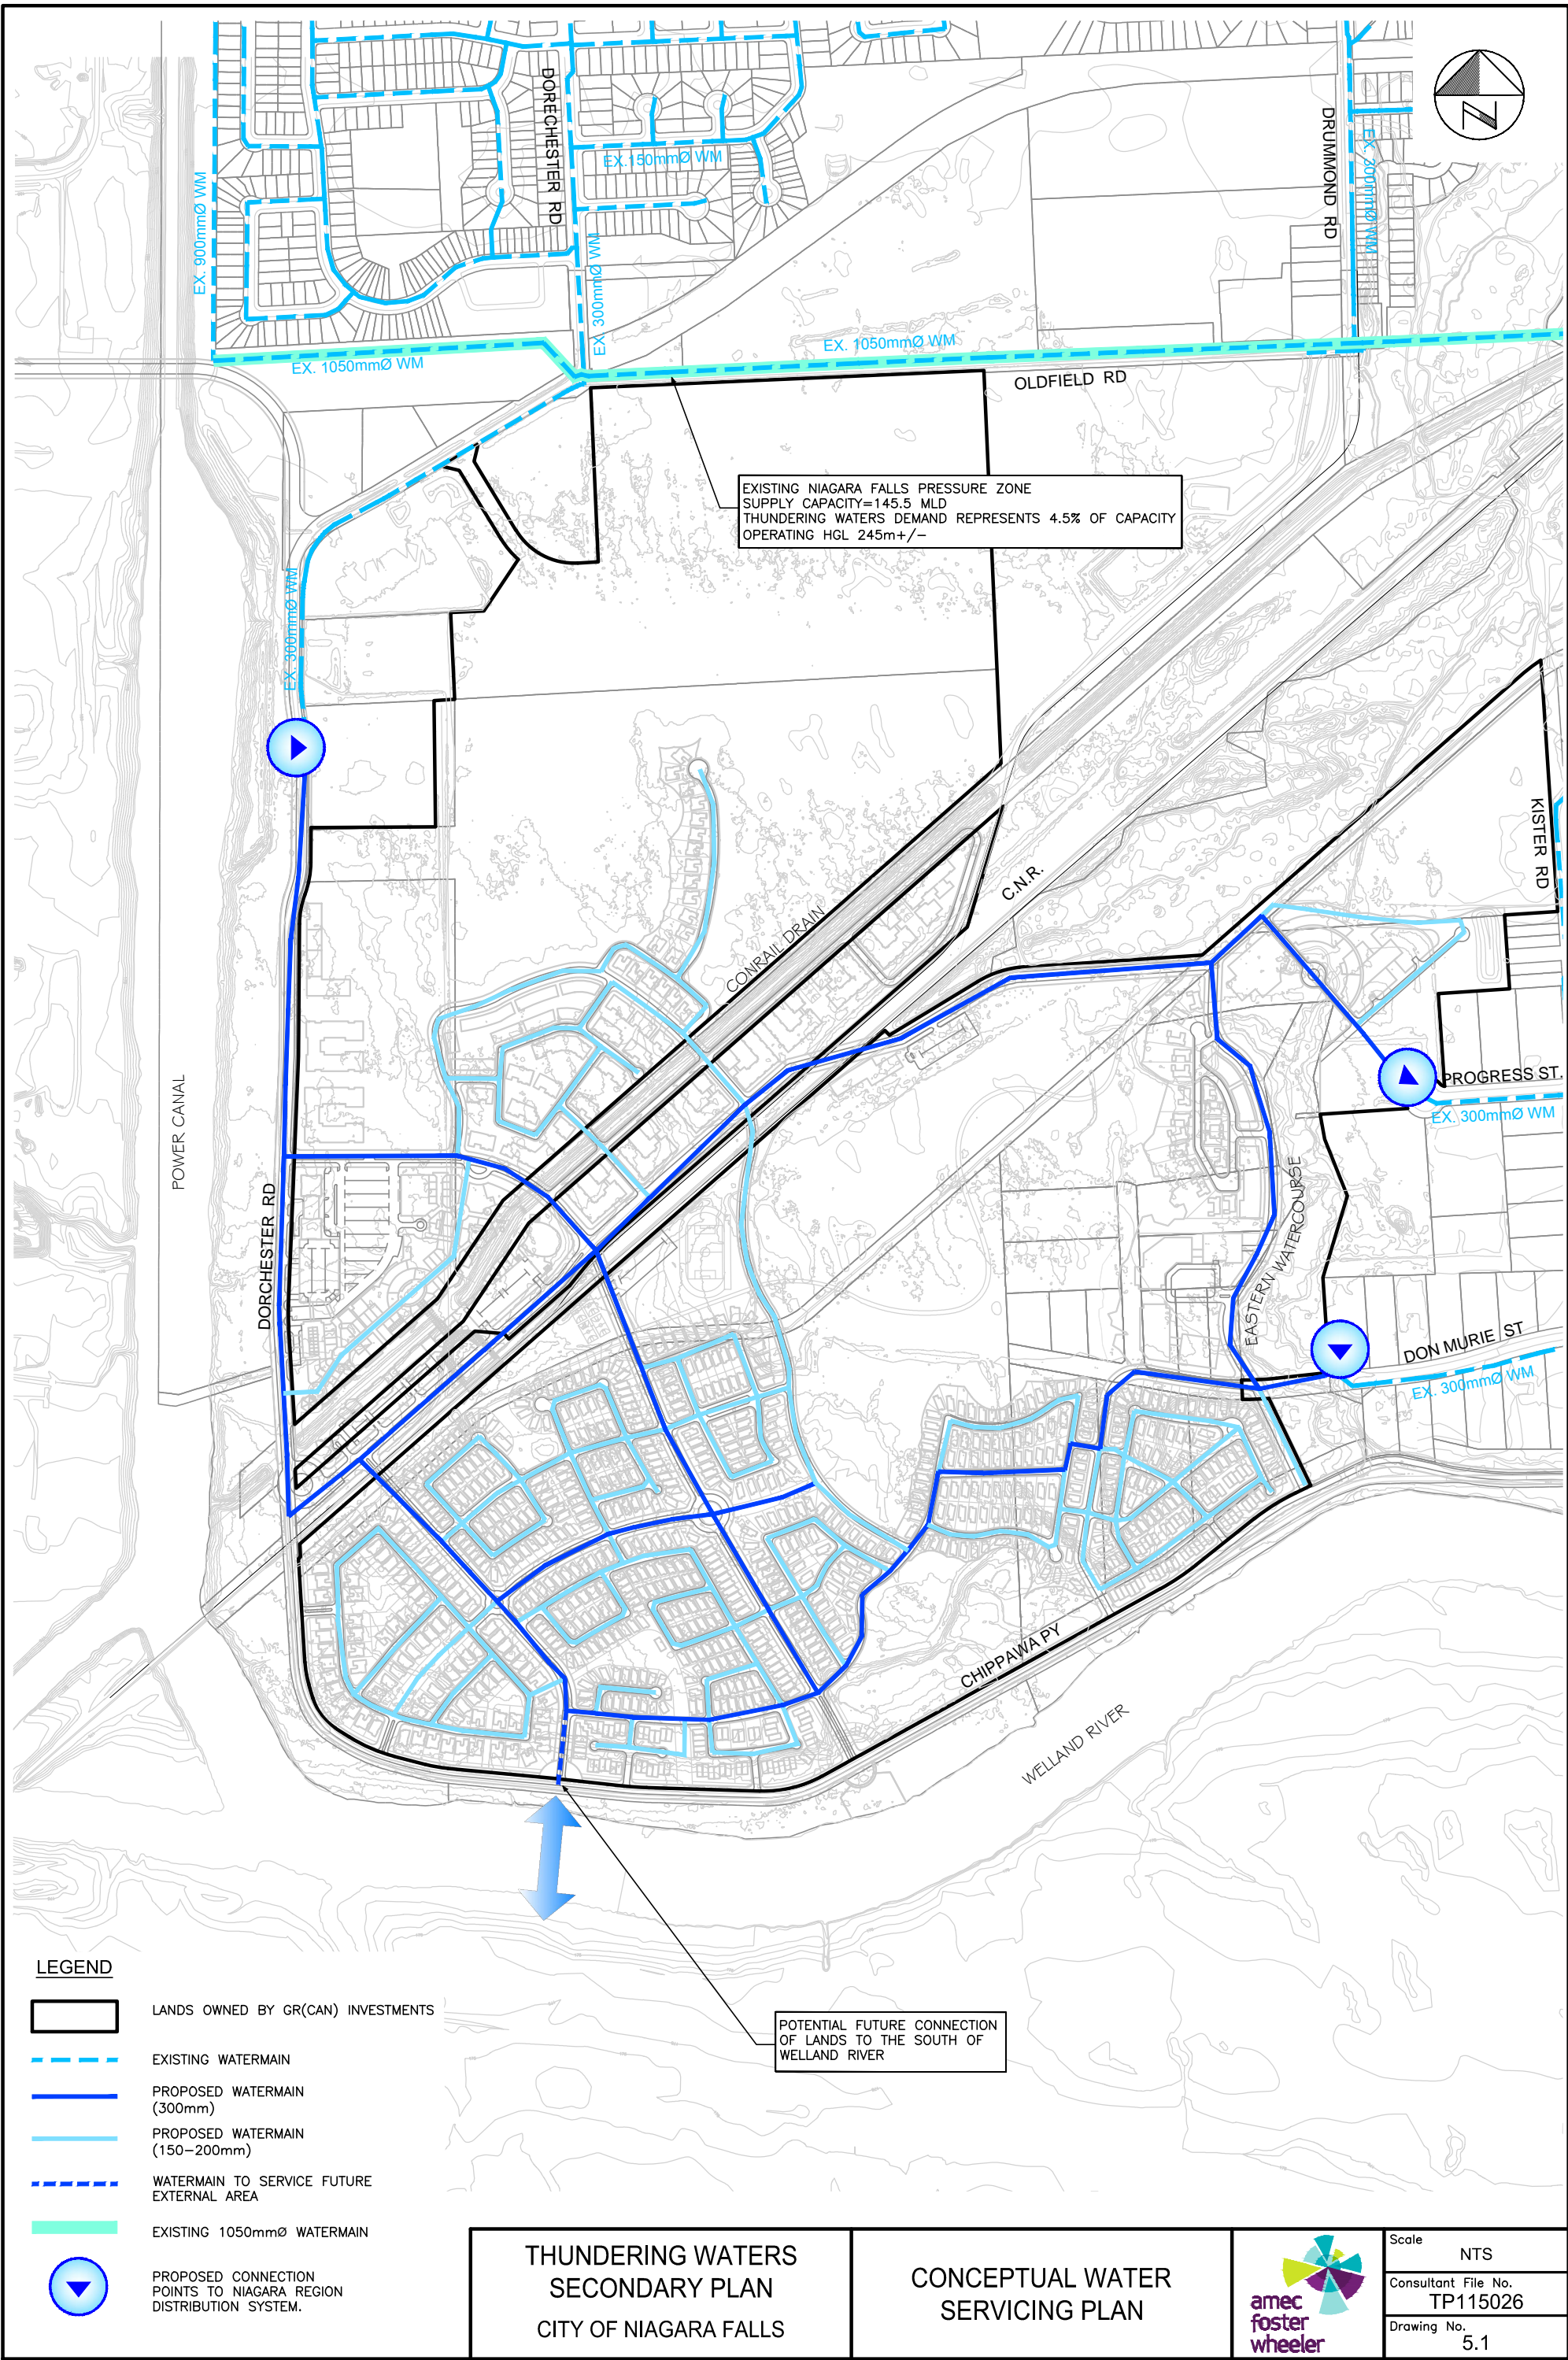 DORECHESTER RD
DRUMMOND RD
N
EX.150mmØ WM
EX. 300mmØ WM
EX. 900mmØ WM
EX. 300mmØ WM
EX. 1050mmØ WM
EX. 1050mmØ WM
OLDFIELD RD
EXISTING NIAGARA FALLS PRESSURE ZONE
SUPPLY CAPACITY=145.5 MLD
THUNDERING WATERS DEMAND REPRESENTS 4.5% OF CAPACITY
OPERATING HGL 245m+/-
EX. 300mmØ WM
KISTER RD
C.N.R.
CONRAIL DRAIN
POWER CANAL
PROGRESS ST.
EX. 300mmØ WM
DORCHESTER RD
EASTERN WATERCOURSE
DON MURIE ST
EX. 300mmØ WM
CHIPPAWA PY
WELLAND RIVER
POTENTIAL FUTURE CONNECTION
OF LANDS TO THE SOUTH OF
WELLAND RIVER
LEGEND
LANDS OWNED BY GR(CAN) INVESTMENTS
EXISTING WATERMAIN
PROPOSED WATERMAIN
(300mm)
PROPOSED WATERMAIN
(150-200mm)
WATERMAIN TO SERVICE FUTURE
EXTERNAL AREA
EXISTING 1050mmØ WATERMAIN
PROPOSED CONNECTION
POINTS TO NIAGARA REGION
DISTRIBUTION SYSTEM.
THUNDERING WATERS
SECONDARY PLAN
CITY OF NIAGARA FALLS
CONCEPTUAL WATER
SERVICING PLAN
amec
foster
wheeler
Scale
NTS
Consultant File No.
TP115026
Drawing No.
5.1